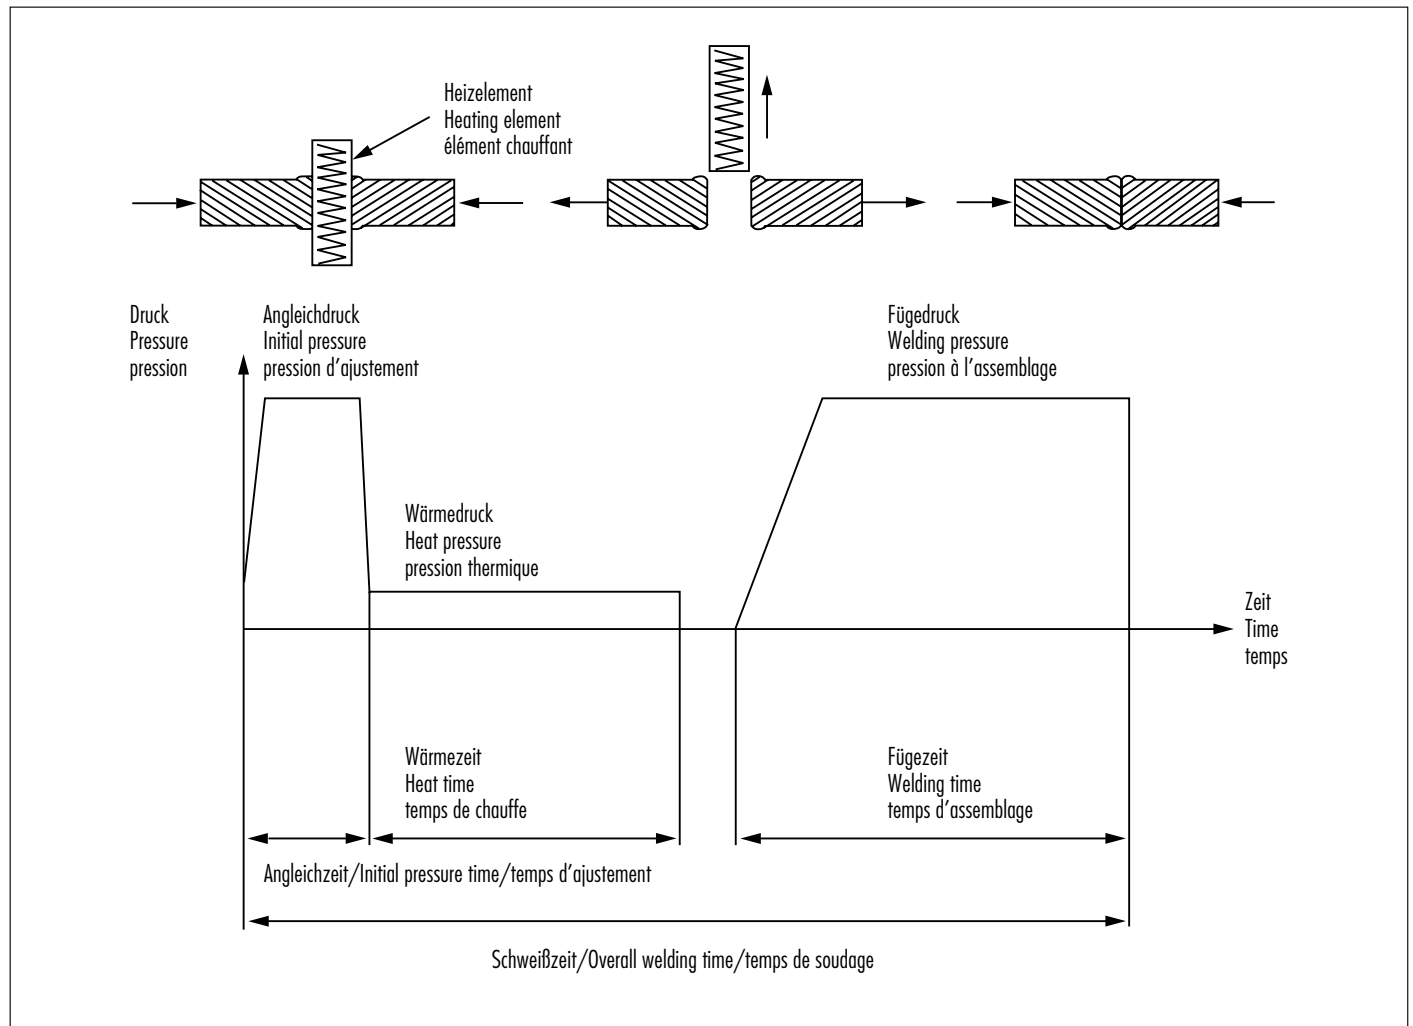 Heizelement
Heating element
élément chauffant
Druck
Pressure
pression
Angleichdruck
Initial pressure
pression d'ajustement
Fügedruck
Welding pressure
pression à l'assemblage
Wärmedruck
Heat pressure
pression thermique
Zeit
Time
temps
Wärmezeit
Heat time
temps de chauffe
Fügezeit
Welding time
temps d'assemblage
Angleichzeit/Initial pressure time/temps d'ajustement
Schweißzeit/Overall welding time/temps de soudage